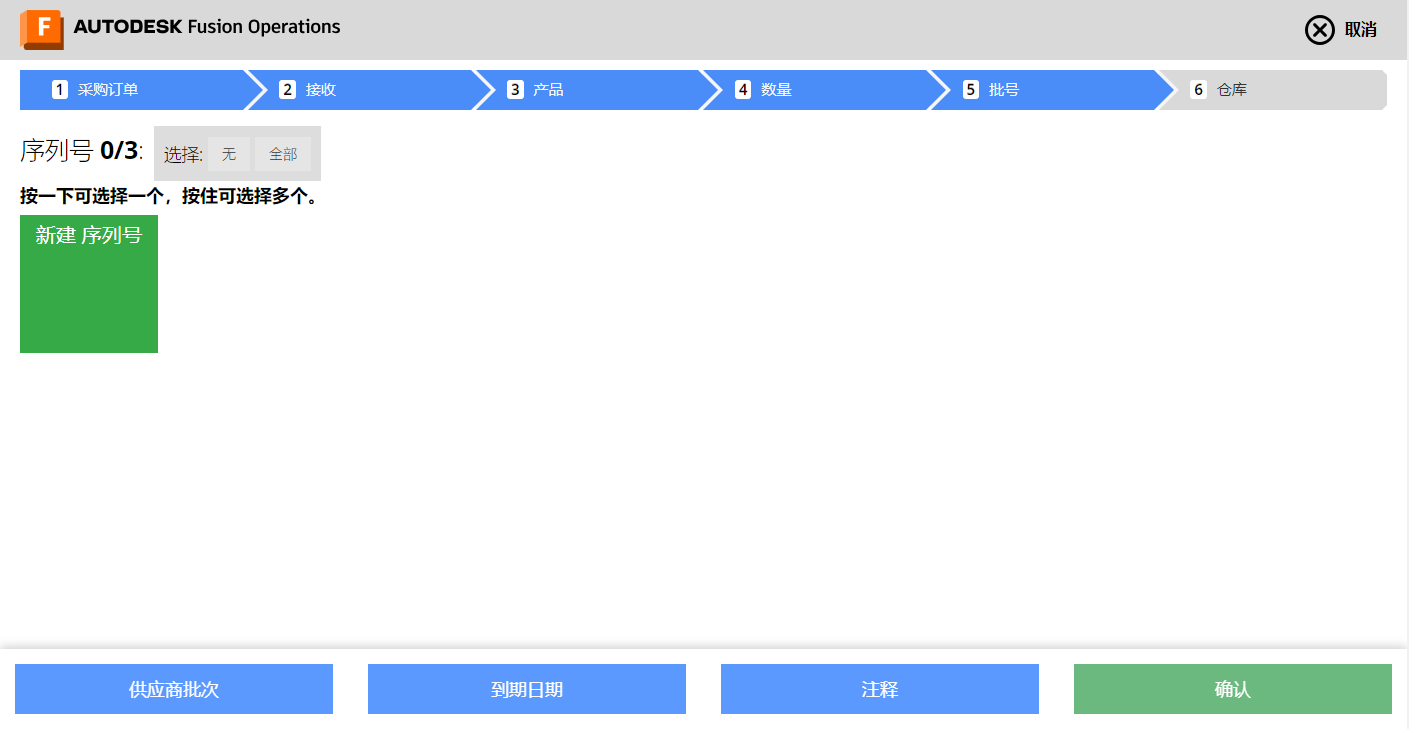 F AUTODESK Fusion Operations 取消
1 采购订单 2 接收 3 产品 4 数量 5 批号 6 仓库
序列号 0/3: 选择: 无 全部
按一下可选择一个，按住可选择多个。
新建 序列号
供应商批次 到期日期 注释 确认